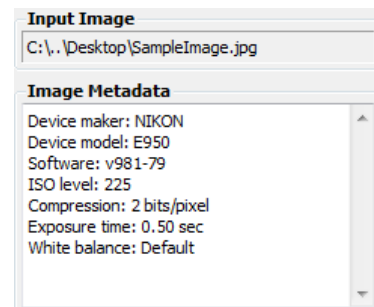 Input Image
C:\..\Desktop\SampleImage.jpg
Image Metadata
Device maker: NIKON
Device model: E950
Software: v981-79
ISO level: 225
Compression: 2 bits/pixel
Exposure time: 0.50 sec
White balance: Default